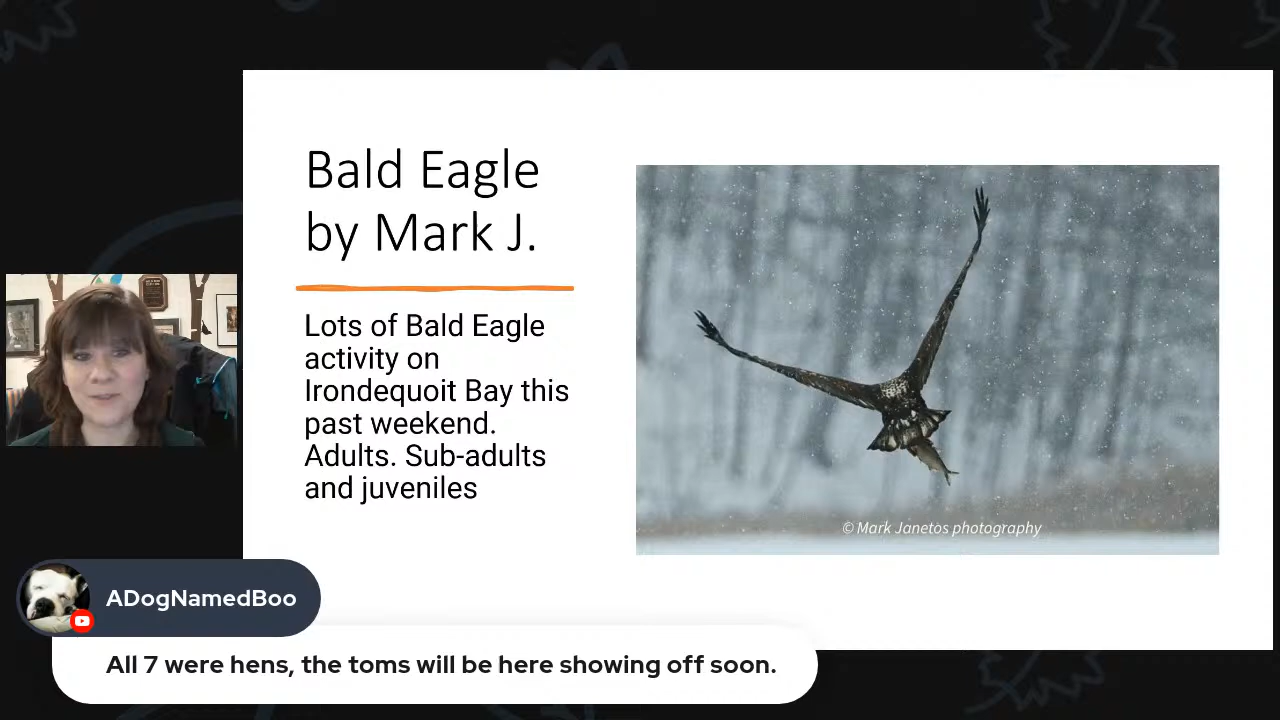 Bald Eagle
by Mark J.
Lots of Bald Eagle
activity on
Irondequoit Bay this
past weekend.
Adults. Sub-adults
and juveniles
© Mark Janetos photography
ADogNamedBoo
All 7 were hens, the toms will be here showing off soon.